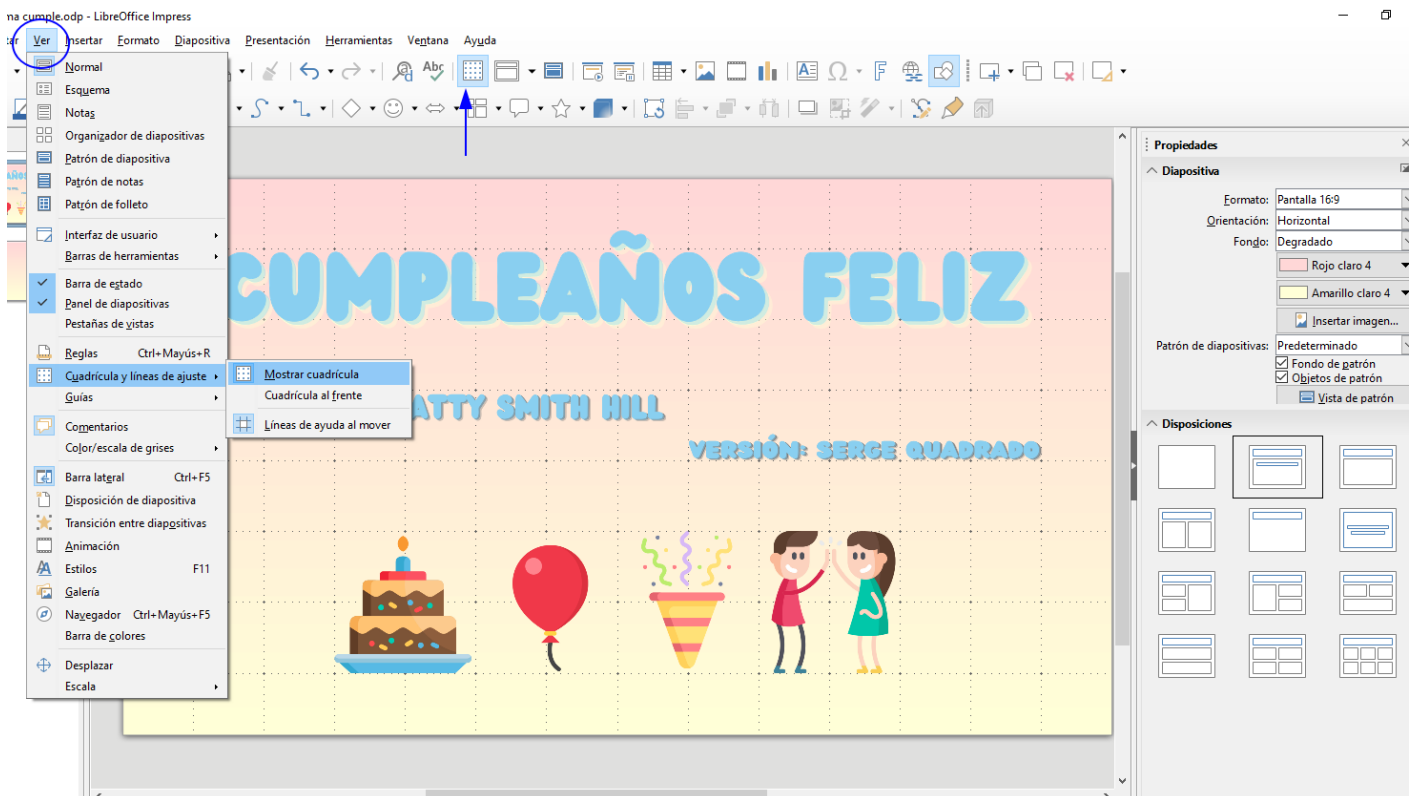 ma cumple.odp - LibreOffice Impress
Ver Insertar Formato Diapositiva Presentación Herramientas Ventana Ayuda
Normal
Esquema
Notas
Organizador de diapositivas
Patrón de diapositiva
Patrón de notas
Patrón de folleto
Interfaz de usuario
Barras de herramientas
Barra de estado
Panel de diapositivas
Pestañas de vistas
Reglas Ctrl+Mayús+R
Cuadrícula y líneas de ajuste
Guías
Comentarios
Color/escala de grises
Barra lateral Ctrl+F5
Disposición de diapositiva
Transición entre diapositivas
Animación
Estilos F11
Galería
Navegador Ctrl+Mayús+F5
Barra de colores
Desplazar
Escala
Mostrar cuadrícula
Cuadrícula al frente
Líneas de ayuda al mover
Abc
CUMPLEAÑOS FELIZ
ATTY SMITH HILL
VERSIÓN: SERGE QUADRADO
Propiedades
Diapositiva
Formato: Pantalla 16:9
Orientación: Horizontal
Fondo: Degradado
Rojo claro 4
Amarillo claro 4
Insertar imagen...
Patrón de diapositivas: Predeterminado
Fondo de patrón
Objetos de patrón
Vista de patrón
Disposiciones